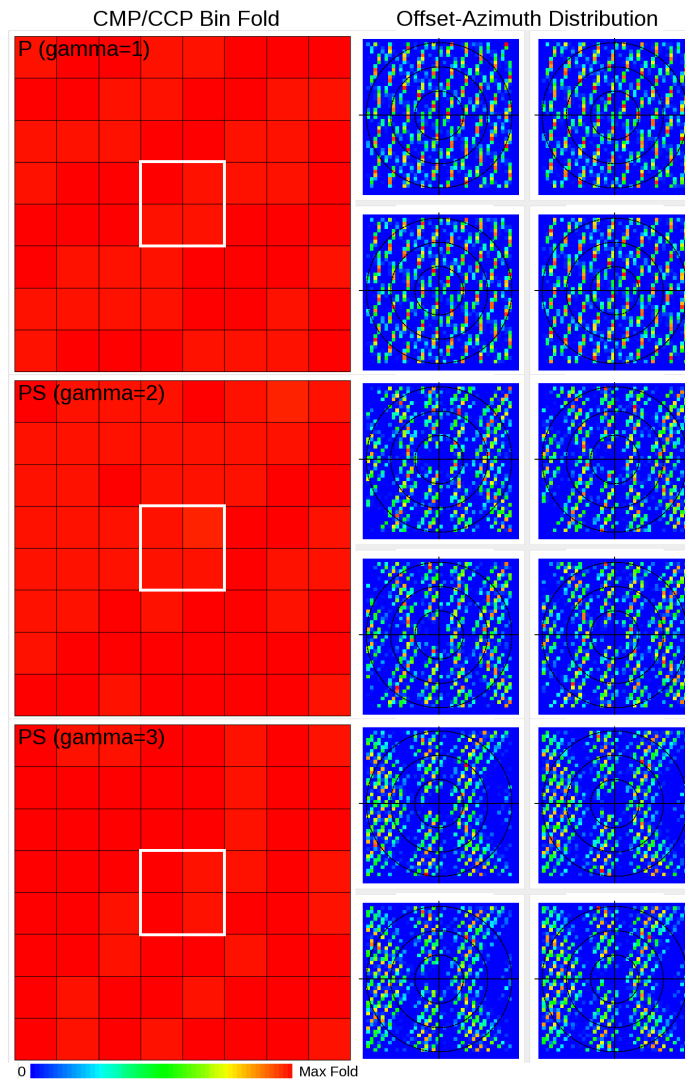 CMP/CCP Bin Fold
Offset-Azimuth Distribution
P (gamma=1)
PS (gamma=2)
PS (gamma=3)
0
Max Fold